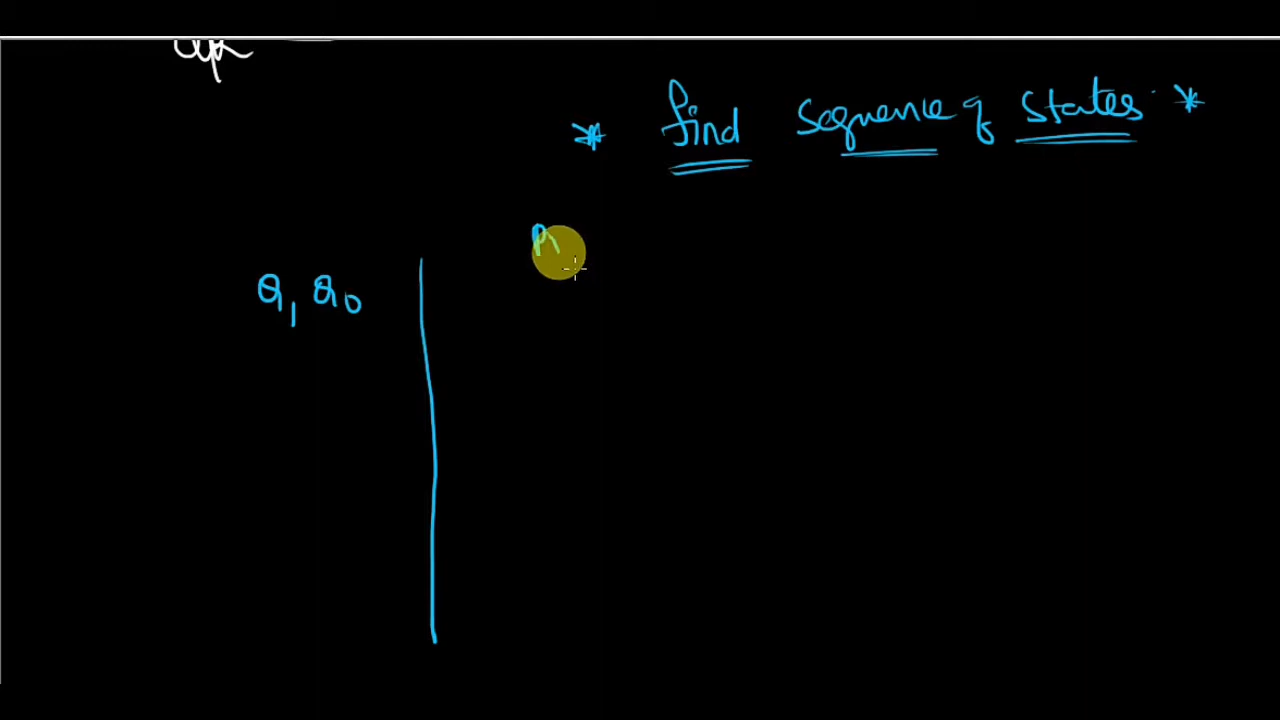 * find sequence of states *
Q1 Q0